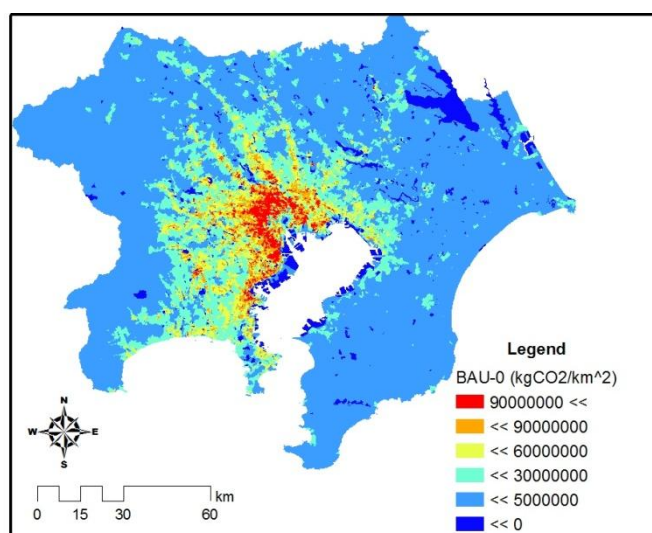 Legend
BAU-0 (kgCO2/km^2)
90000000 <<
<< 90000000
<< 60000000
<< 30000000
<< 5000000
<< 0
N
W E
S
km
0 15 30 60